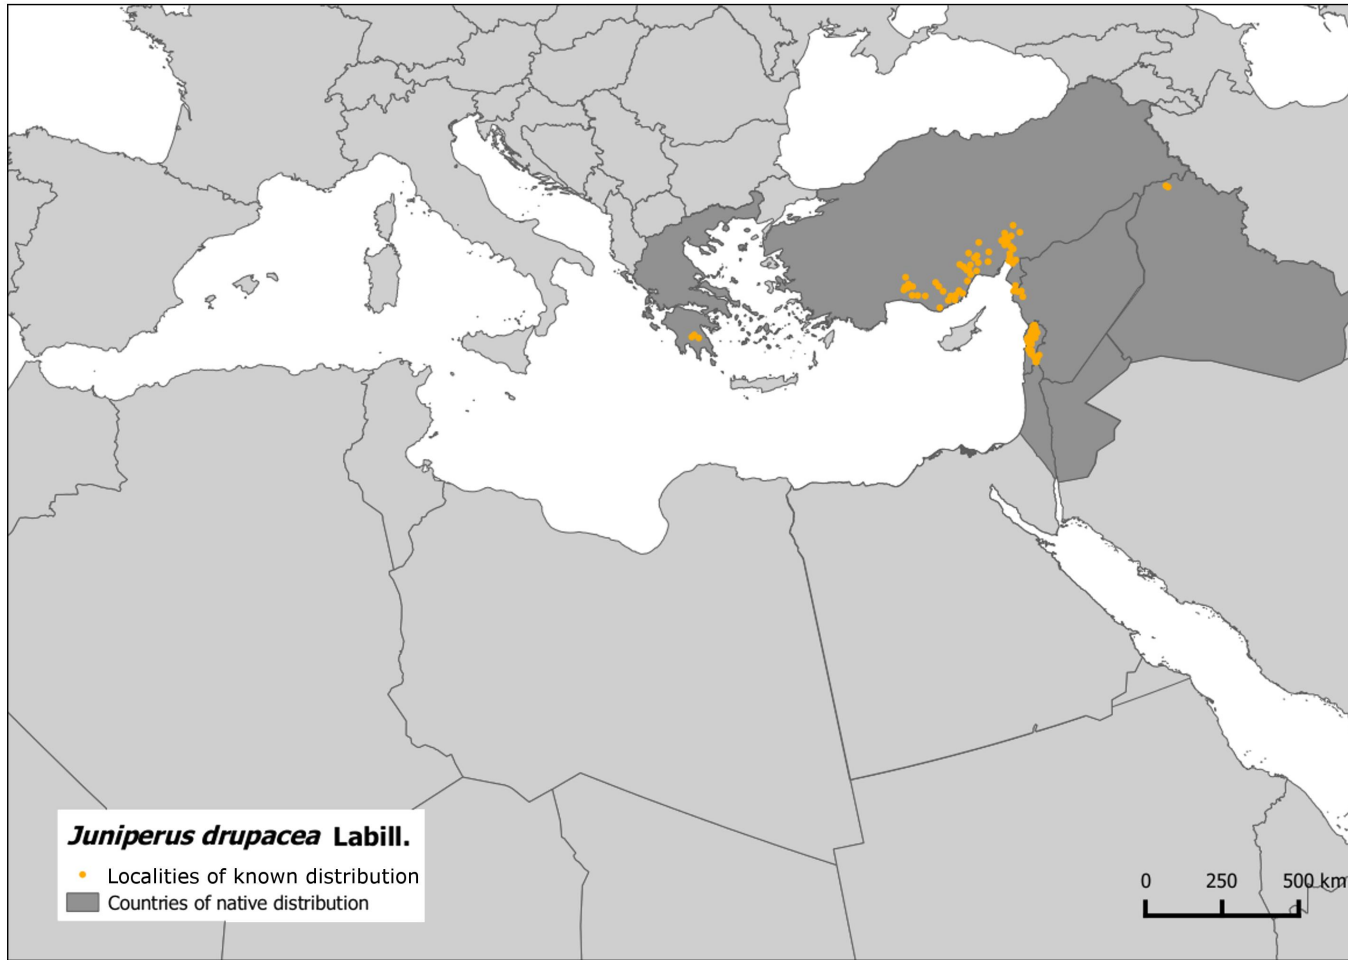 Juniperus drupacea Labill.
Localities of known distribution
Countries of native distribution
0 250 500 km